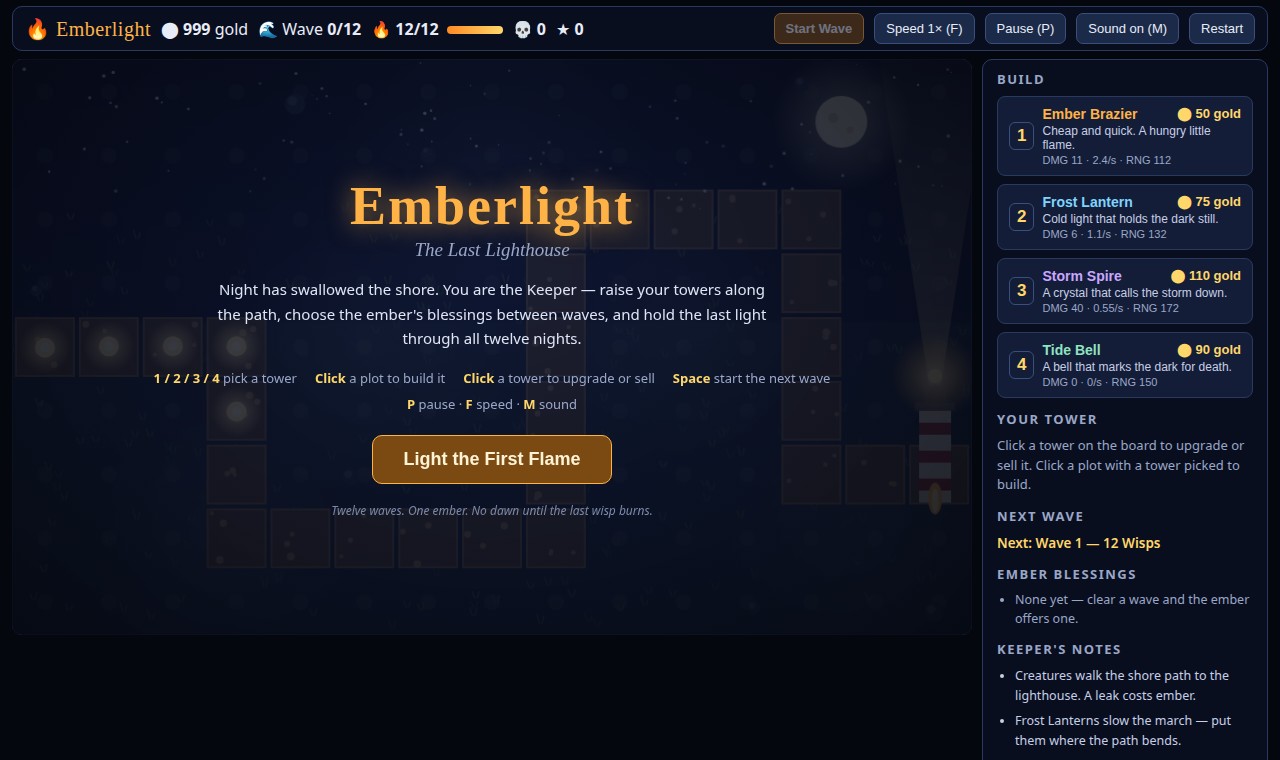 🔥 Emberlight 999 gold 🌊 Wave 0/12 🔥 12/12 💀 0 ★ 0 Start Wave Speed 1× (F) Pause (P) Sound on (M) Restart
Emberlight
The Last Lighthouse
Night has swallowed the shore. You are the Keeper — raise your towers along
the path, choose the ember's blessings between waves, and hold the last light
through all twelve nights.
1 / 2 / 3 / 4 pick a tower Click a plot to build it Click a tower to upgrade or sell Space start the next wave
P pause · F speed · M sound
Light the First Flame
Twelve waves. One ember. No dawn until the last wisp burns.
BUILD
1 Ember Brazier 50 gold
Cheap and quick. A hungry little
flame.
DMG 11 · 2.4/s · RNG 112
2 Frost Lantern 75 gold
Cold light that holds the dark still.
DMG 6 · 1.1/s · RNG 132
3 Storm Spire 110 gold
A crystal that calls the storm down.
DMG 40 · 0.55/s · RNG 172
4 Tide Bell 90 gold
A bell that marks the dark for death.
DMG 0 · 0/s · RNG 150
YOUR TOWER
Click a tower on the board to upgrade or
sell it. Click a plot with a tower picked to
build.
NEXT WAVE
Next: Wave 1 — 12 Wisps
EMBER BLESSINGS
• None yet — clear a wave and the ember
offers one.
KEEPER'S NOTES
• Creatures walk the shore path to the
lighthouse. A leak costs ember.
• Frost Lanterns slow the march — put
them where the path bends.